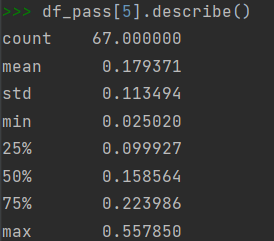 >>> df_pass[5].describe()
count    67.000000
mean      0.179371
std       0.113494
min       0.025020
25%       0.099927
50%       0.158564
75%       0.223986
max       0.557850